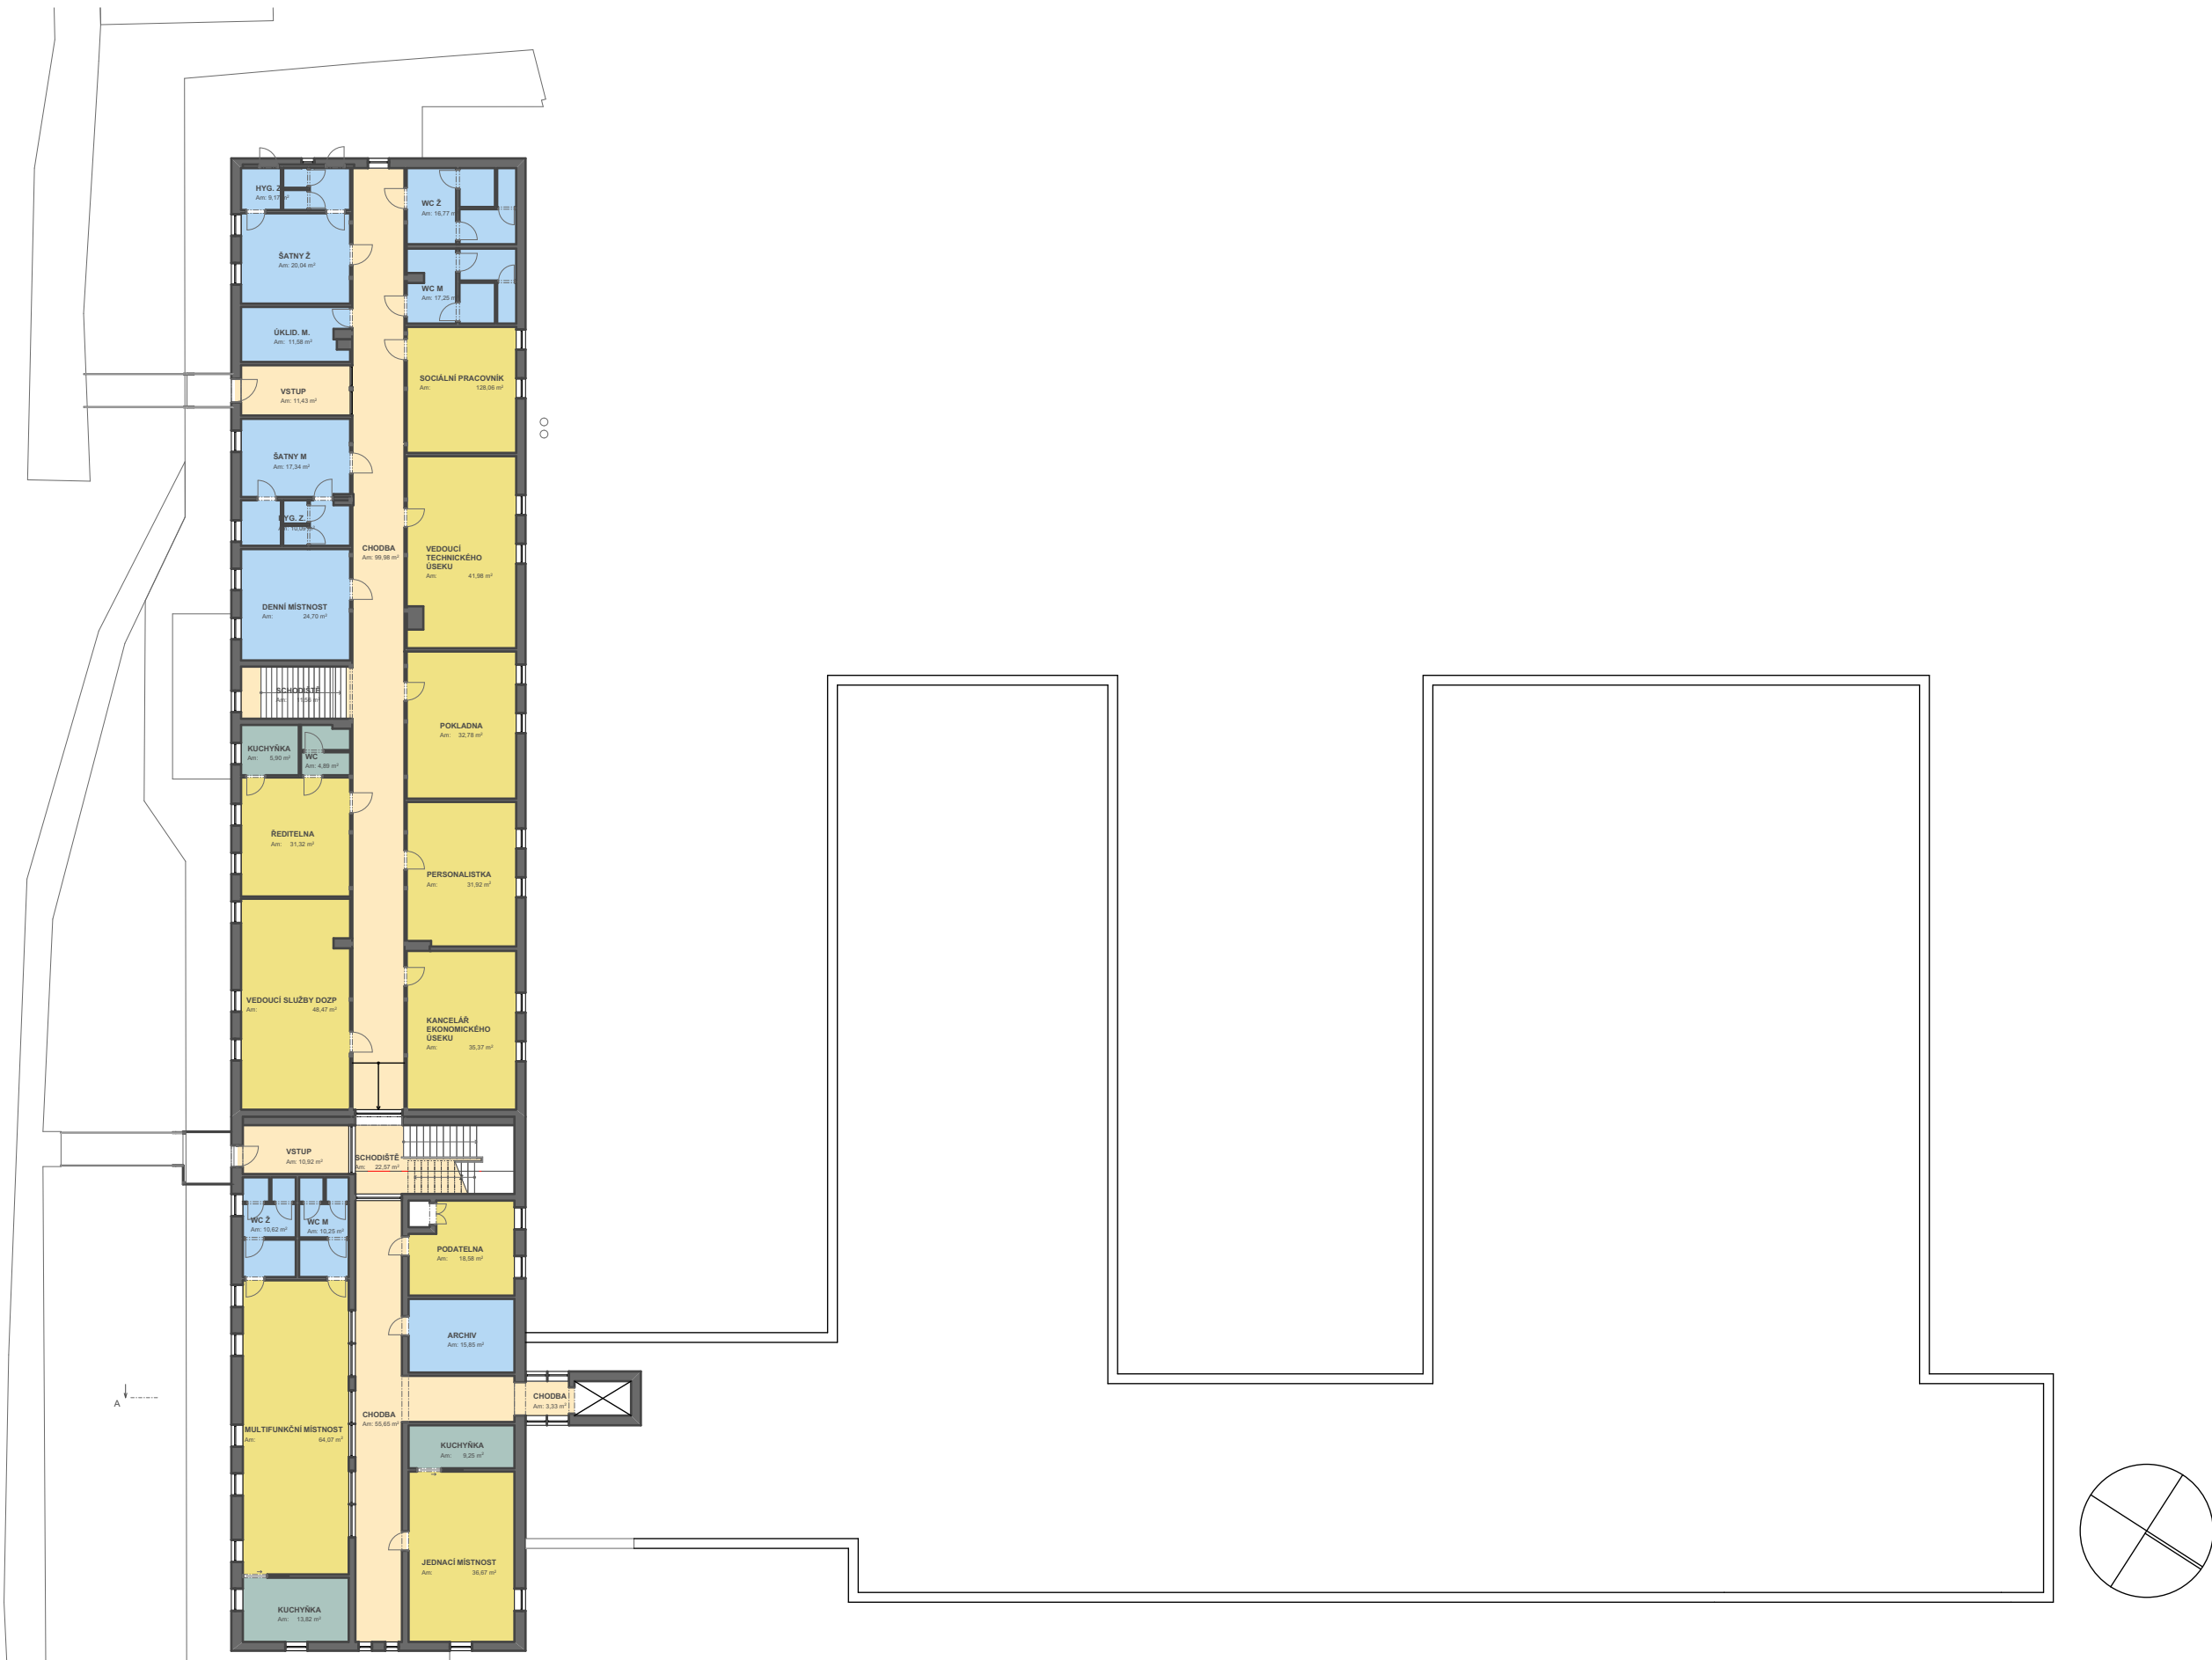 HYG. Z
Am: 9,17 m²
WC Ž
Am: 16,77 m
ŠATNY Ž
Am: 20,04 m²
WC M
Am: 17,25 m
ÚKLID. M.
Am: 11,58 m²
SOCIÁLNÍ PRACOVNÍK
Am: 128,06 m²
VSTUP
Am: 11,43 m²
ŠATNY M
Am: 17,34 m²
YG. Z.
CHODBA
Am: 99,98 m²
VEDOUCÍ
TECHNICKÉHO
ÚSEKU
Am: 41,98 m²
DENNÍ MÍSTNOST
Am: 24,70 m²
SCHODIŠTĚ
Am:
POKLADNA
Am: 32,78 m²
KUCHYŇKA
Am: 5,90 m²
WC
Am: 4,89 m²
ŘEDITELNA
Am: 31,32 m²
PERSONALISTKA
Am: 31,92 m²
VEDOUCÍ SLUŽBY DOZP
Am: 48,47 m²
KANCELÁŘ
EKONOMICKÉHO
ÚSEKU
Am: 35,37 m²
VSTUP
Am: 10,92 m²
SCHODIŠTĚ
Am: 22,57 m²
WC Ž
Am: 10,62 m²
WC M
Am: 10,25 m²
PODATELNA
Am: 18,58 m²
ARCHIV
Am: 15,85 m²
CHODBA
Am: 3,33 m²
A
CHODBA
Am: 55,65 m²
MULTIFUNKČNÍ MÍSTNOST
Am: 64,07 m²
KUCHYŇKA
Am: 9,25 m²
JEDNACÍ MÍSTNOST
Am: 36,67 m²
KUCHYŇKA
Am: 13,82 m²